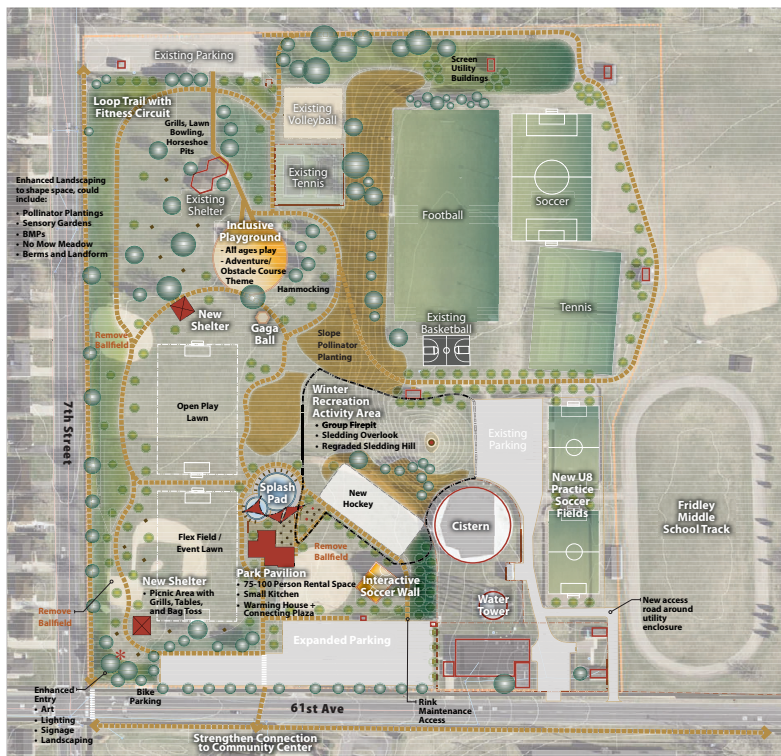 Existing Parking
Screen
Utility
Buildings
Loop Trail with
Fitness Circuit
Grills, Lawn
Bowling,
Horseshoe
Pits
Existing
Volleyball
Existing
Tennis
Existing
Shelter
Football
Soccer
Enhanced Landscaping
to shape space, could
include:
• Pollinator Plantings
• Sensory Gardens
• BMPs
• No Mow Meadow
• Berms and Landform
Inclusive
Playground
- All ages play
- Adventure/
Obstacle Course
Theme
Hammocking
Tennis
New
Shelter
Gaga
Ball
Existing
Basketball
Remove
Ballfield
Slope
Pollinator
Planting
7th Street
Open Play
Lawn
Winter
Recreation
Activity Area
• Group Firepit
• Sledding Overlook
• Regraded Sledding Hill
Existing
Parking
New U8
Practice
Soccer
Fields
Splash
Pad
New
Hockey
Cistern
Fridley
Middle
School Track
Flex Field /
Event Lawn
Remove
Ballfield
New Shelter
• Picnic Area with
Grills, Tables,
and Bag Toss
Park Pavilion
• 75-100 Person Rental Space
• Small Kitchen
• Warming House +
Connecting Plaza
Interactive
Soccer Wall
Water
Tower
New access
road around
utility
enclosure
Remove
Ballfield
Expanded Parking
Enhanced
Entry
• Art
• Lighting
• Signage
• Landscaping
Bike
Parking
61st Ave
Rink
Maintenance
Access
Strengthen Connection
to Community Center